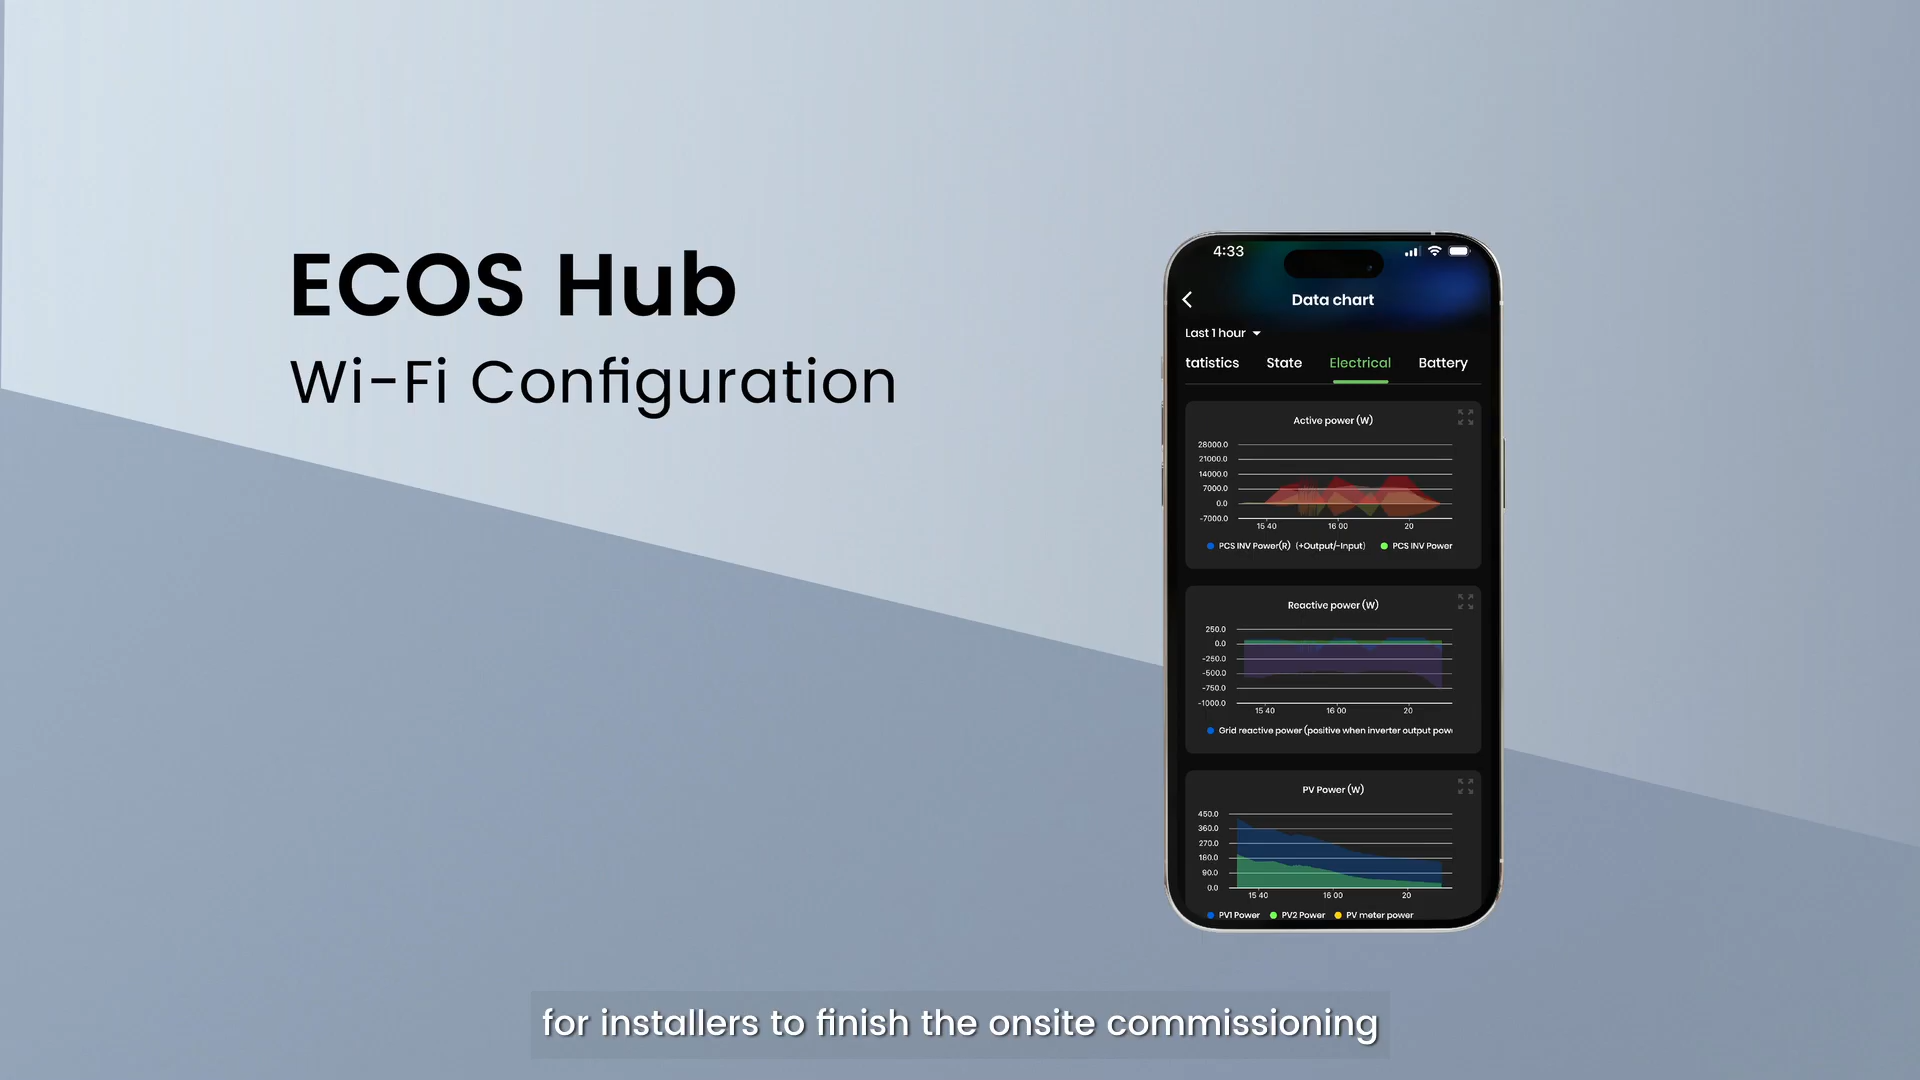 ECOS Hub
Wi-Fi Configuration
4:33
Data chart
Last 1 hour
tatistics State Electrical Battery
Active power (W)
28000.0
21000.0
14000.0
7000.0
0.0
-7000.0
15 40 16 00 20
PCS INV Power(R) (+Output/-Input) PCS INV Power
Reactive power (W)
250.0
0.0
-250.0
-500.0
-750.0
-1000.0
15 40 16 00 20
Grid reactive power (positive when inverter output pow
PV Power (W)
450.0
360.0
270.0
180.0
90.0
0.0
15 40 16 00 20
PV1 Power PV2 Power PV meter power
for installers to finish the onsite commissioning